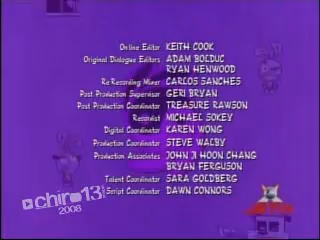 Online Editor KEITH COOK
Original Dialogue Editors ADAM BOLDUC
RYAN HENWOOD
Re-Recording Mixer CARLOS SANCHES
Post Production Supervisor GERI BRYAN
Post Production Coordinator TREASURE RAWSON
Recordist MICHAEL SOKEY
Digital Coordinator KAREN WONG
Production Coordinator STEVE WALBY
Production Associates JOHN JI HOON CHANG
BRYAN FERGUSON
Talent Coordinator SARA GOLDBERG
Script Coordinator DAWN CONNORS
chiro13
2008